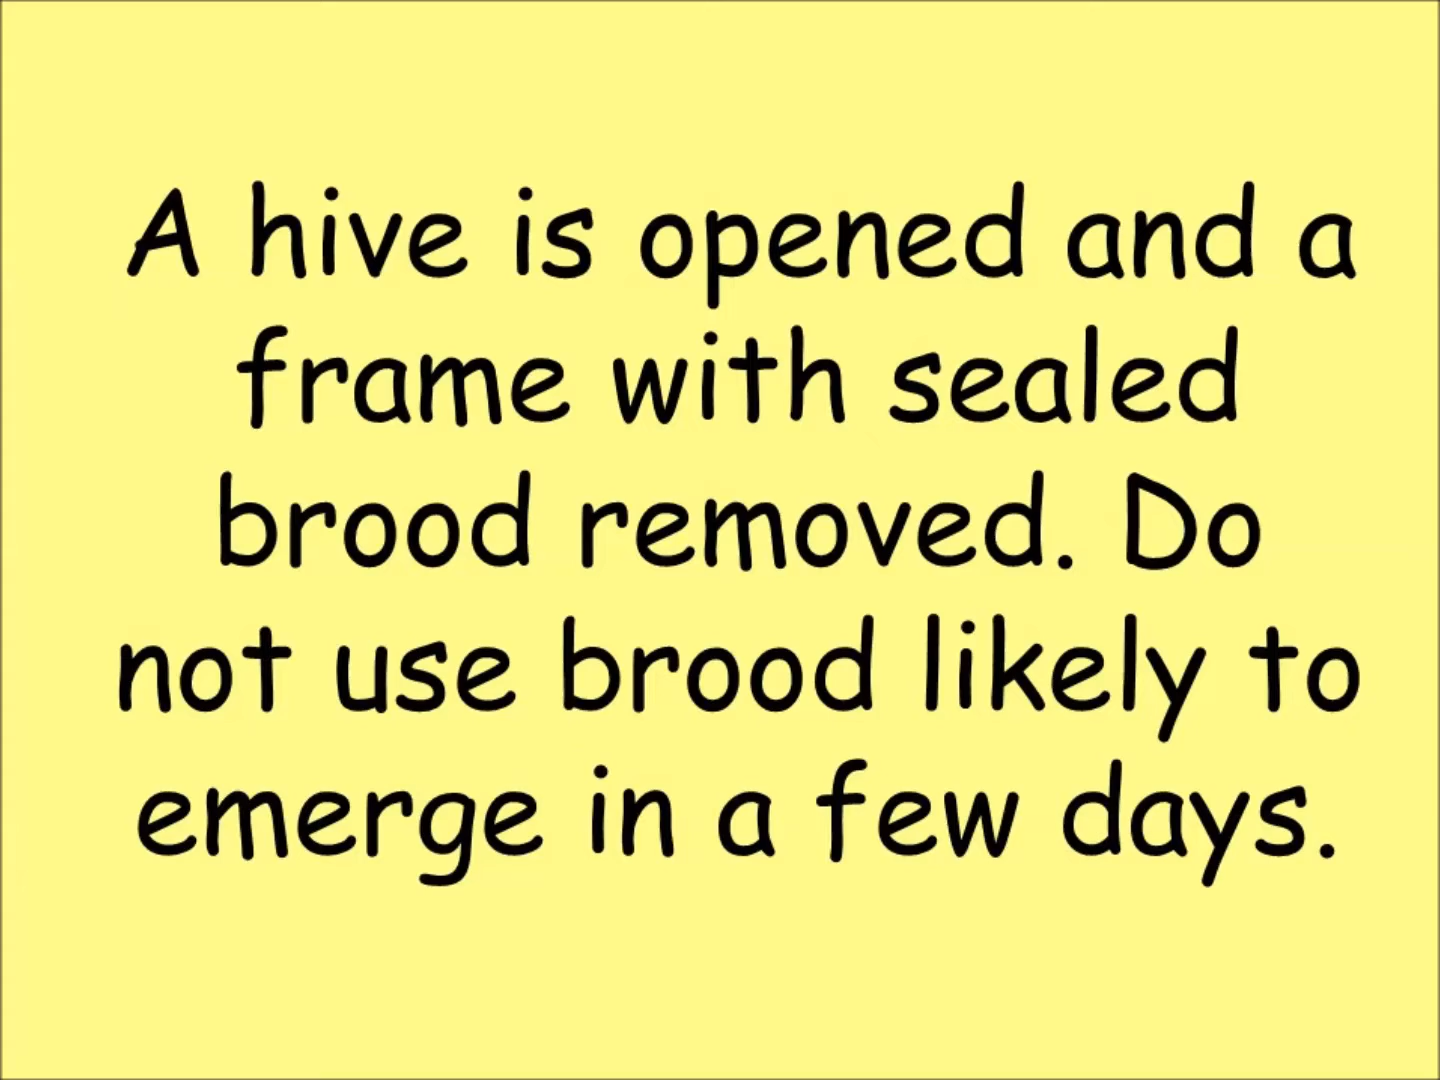 A hive is opened and a
frame with sealed
brood removed. Do
not use brood likely to
emerge in a few days.